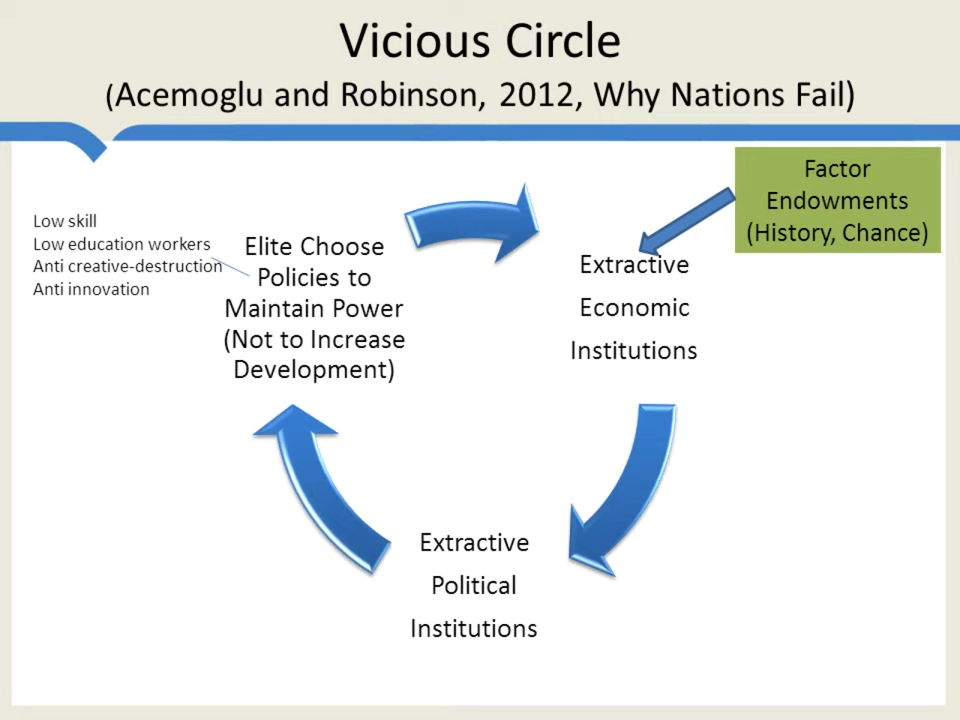 Vicious Circle
(Acemoglu and Robinson, 2012, Why Nations Fail)
Factor
Endowments
(History, Chance)
Low skill
Low education workers
Anti creative-destruction
Anti innovation
Elite Choose
Policies to
Maintain Power
(Not to Increase
Development)
Extractive
Economic
Institutions
Extractive
Political
Institutions